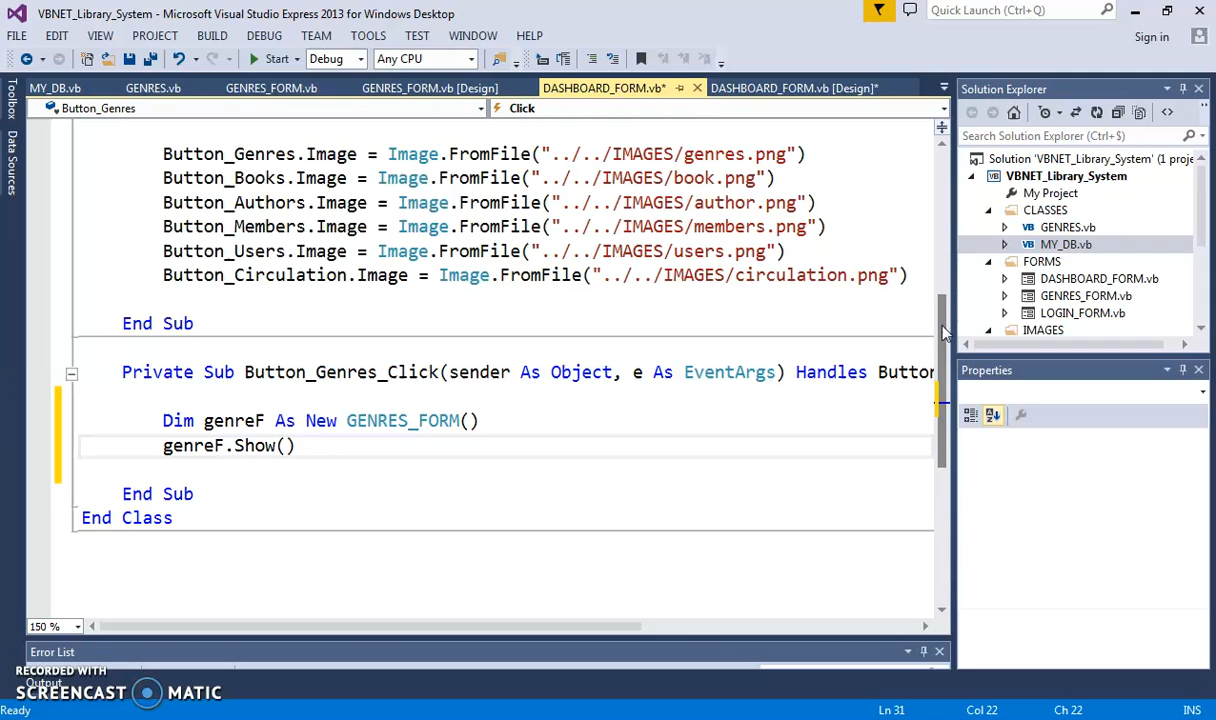 VBNET_Library_System - Microsoft Visual Studio Express 2013 for Windows Desktop
Quick Launch (Ctrl+Q)
FILE EDIT VIEW PROJECT BUILD DEBUG TEAM TOOLS TEST WINDOW HELP
Sign in
Start Debug Any CPU
MY_DB.vb GENRES.vb GENRES_FORM.vb GENRES_FORM.vb [Design] DASHBOARD_FORM.vb* DASHBOARD_FORM.vb [Design]*
Button_Genres Click
Toolbox
Data Sources
Button_Genres.Image = Image.FromFile("../../IMAGES/genres.png")
Button_Books.Image = Image.FromFile("../../IMAGES/book.png")
Button_Authors.Image = Image.FromFile("../../IMAGES/author.png")
Button_Members.Image = Image.FromFile("../../IMAGES/members.png")
Button_Users.Image = Image.FromFile("../../IMAGES/users.png")
Button_Circulation.Image = Image.FromFile("../../IMAGES/circulation.png")
End Sub
Private Sub Button_Genres_Click(sender As Object, e As EventArgs) Handles Button
Dim genreF As New GENRES_FORM()
genreF.Show()
End Sub
End Class
150 %
Error List
Output
RECORDED WITH
SCREENCAST MATIC
Solution Explorer
Search Solution Explorer (Ctrl+$)
Solution 'VBNET_Library_System' (1 proje
VBNET_Library_System
My Project
CLASSES
GENRES.vb
MY_DB.vb
FORMS
DASHBOARD_FORM.vb
GENRES_FORM.vb
LOGIN_FORM.vb
IMAGES
Properties
Ready Ln 31 Col 22 Ch 22 INS